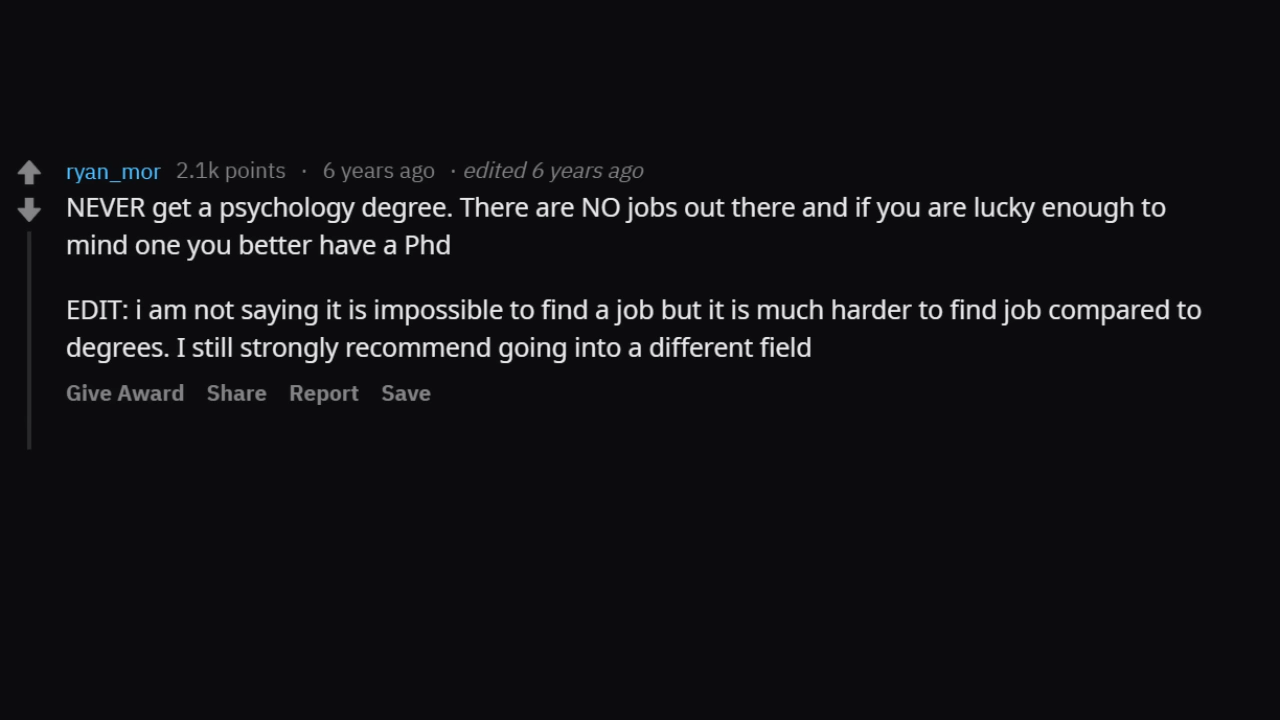 ryan_mor 2.1k points · 6 years ago · edited 6 years ago
NEVER get a psychology degree. There are NO jobs out there and if you are lucky enough to
mind one you better have a Phd
EDIT: i am not saying it is impossible to find a job but it is much harder to find job compared to
degrees. I still strongly recommend going into a different field
Give Award Share Report Save